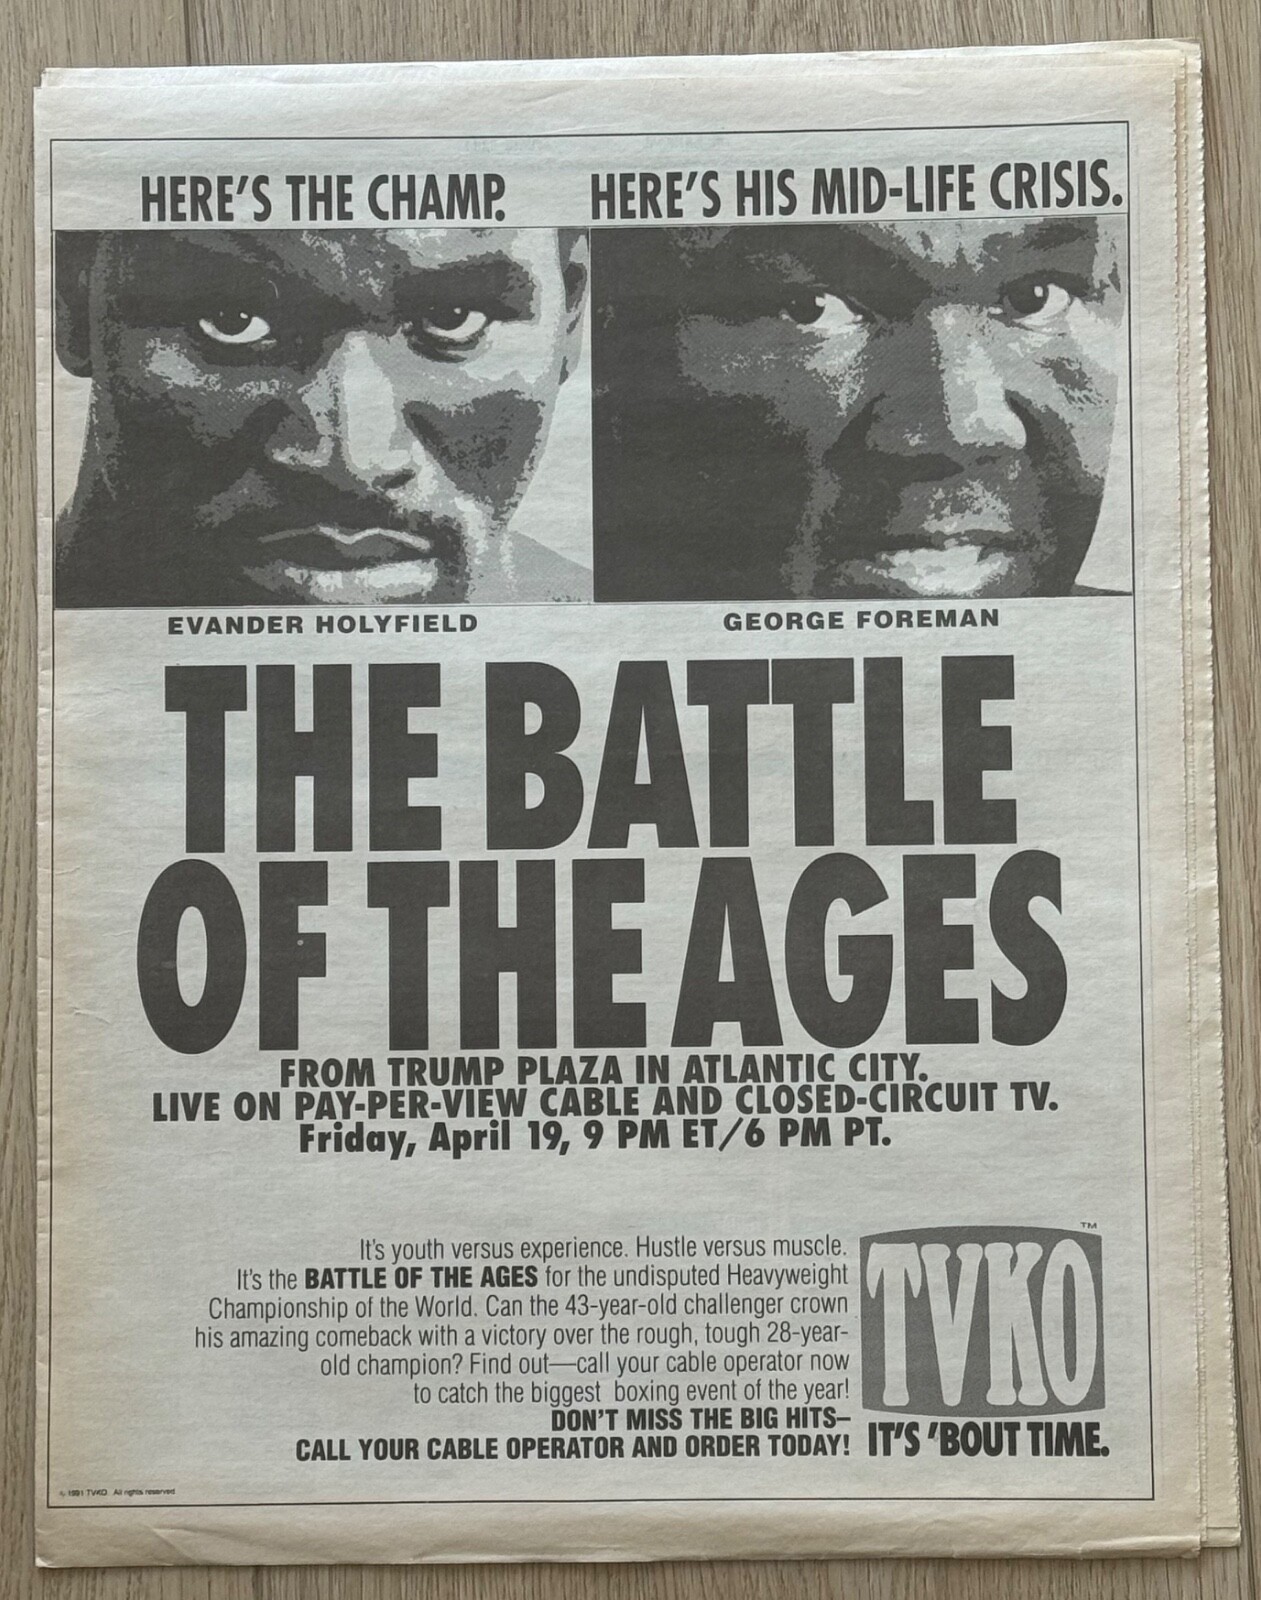 HERE'S THE CHAMP.
HERE'S HIS MID-LIFE CRISIS.
EVANDER HOLYFIELD
GEORGE FOREMAN
THE BATTLE
OF THE AGES
FROM TRUMP PLAZA IN ATLANTIC CITY.
LIVE ON PAY-PER-VIEW CABLE AND CLOSED-CIRCUIT TV.
Friday, April 19, 9 PM ET/6 PM PT.
It's youth versus experience. Hustle versus muscle.
It's the BATTLE OF THE AGES for the undisputed Heavyweight
Championship of the World. Can the 43-year-old challenger crown
his amazing comeback with a victory over the rough, tough 28-year-
old champion? Find out—call your cable operator now
to catch the biggest boxing event of the year!
DON'T MISS THE BIG HITS–
CALL YOUR CABLE OPERATOR AND ORDER TODAY!
TM
TVKO
IT'S 'BOUT TIME.
© 1991 TVKO. All rights reserved